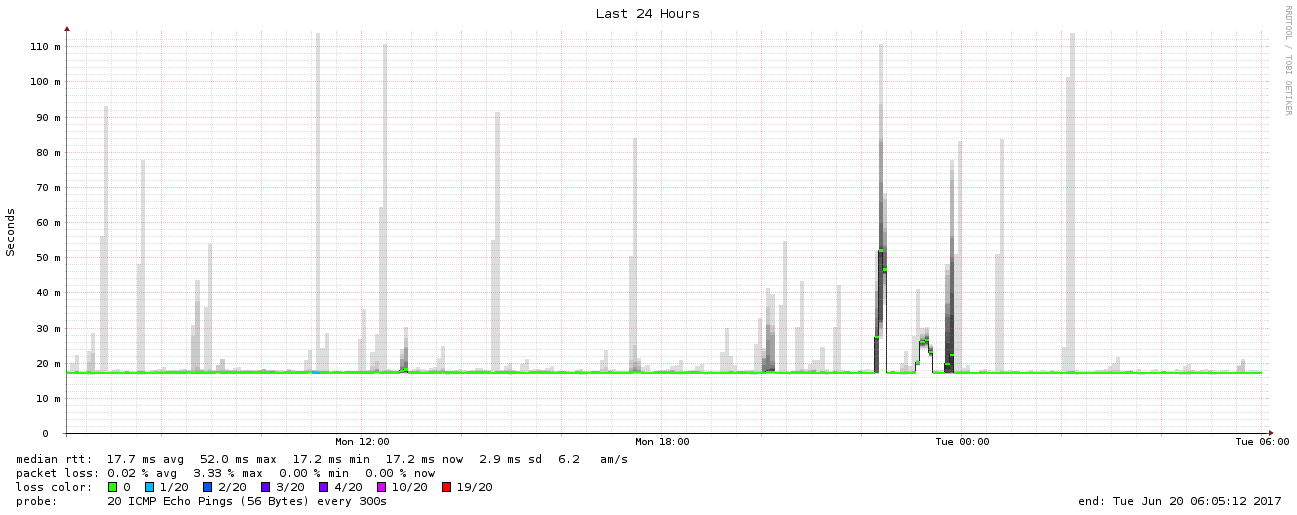 Last 24 Hours
RRDTOOL / TOBI OETIKER
Seconds
110 m
100 m
90 m
80 m
70 m
60 m
50 m
40 m
30 m
20 m
10 m
0
Mon 12:00 Mon 18:00 Tue 00:00 Tue 06:00
median rtt: 17.7 ms avg 52.0 ms max 17.2 ms min 17.2 ms now 2.9 ms sd 6.2 am/s
packet loss: 0.02 % avg 3.33 % max 0.00 % min 0.00 % now
loss color: 0 1/20 2/20 3/20 4/20 10/20 19/20
probe: 20 ICMP Echo Pings (56 Bytes) every 300s end: Tue Jun 20 06:05:12 2017